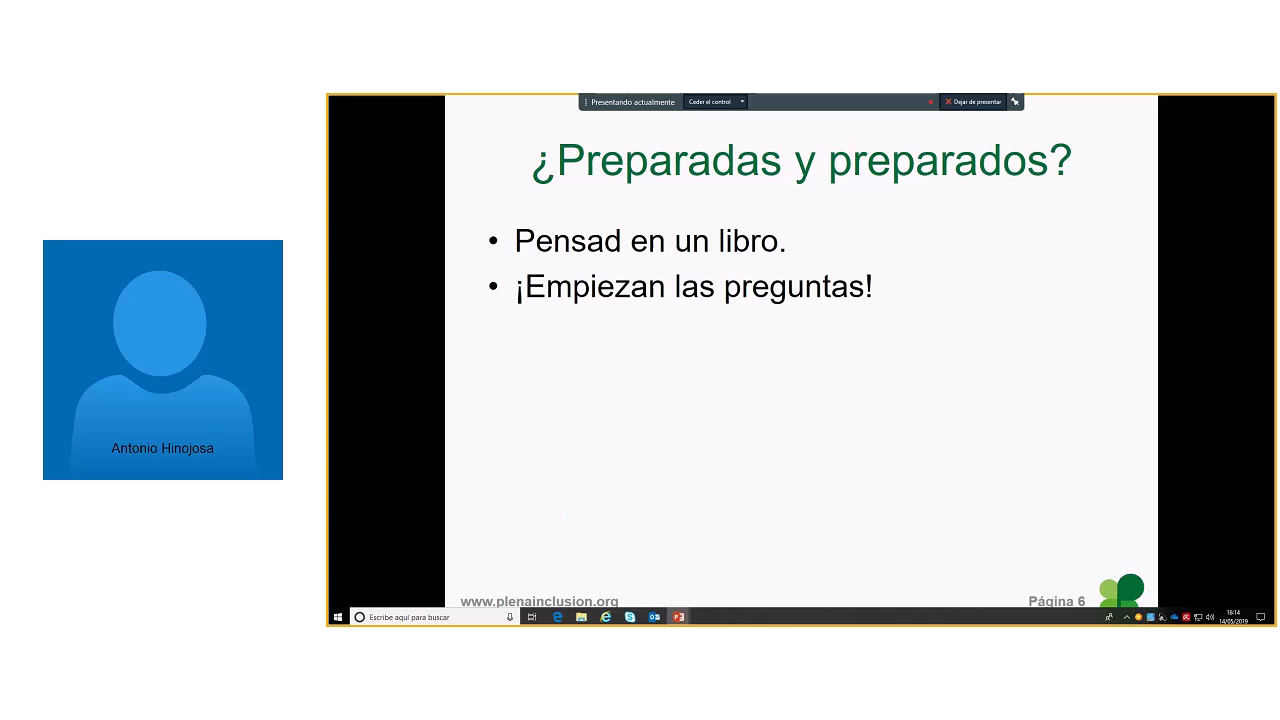 Presentando actualmente
Ceder el control
Dejar de presentar
¿Preparadas y preparados?
• Pensad en un libro.
• ¡Empiezan las preguntas!
Antonio Hinojosa
www.plenainclusion.org
Página 6
Escribe aquí para buscar
16:14
14/05/2019